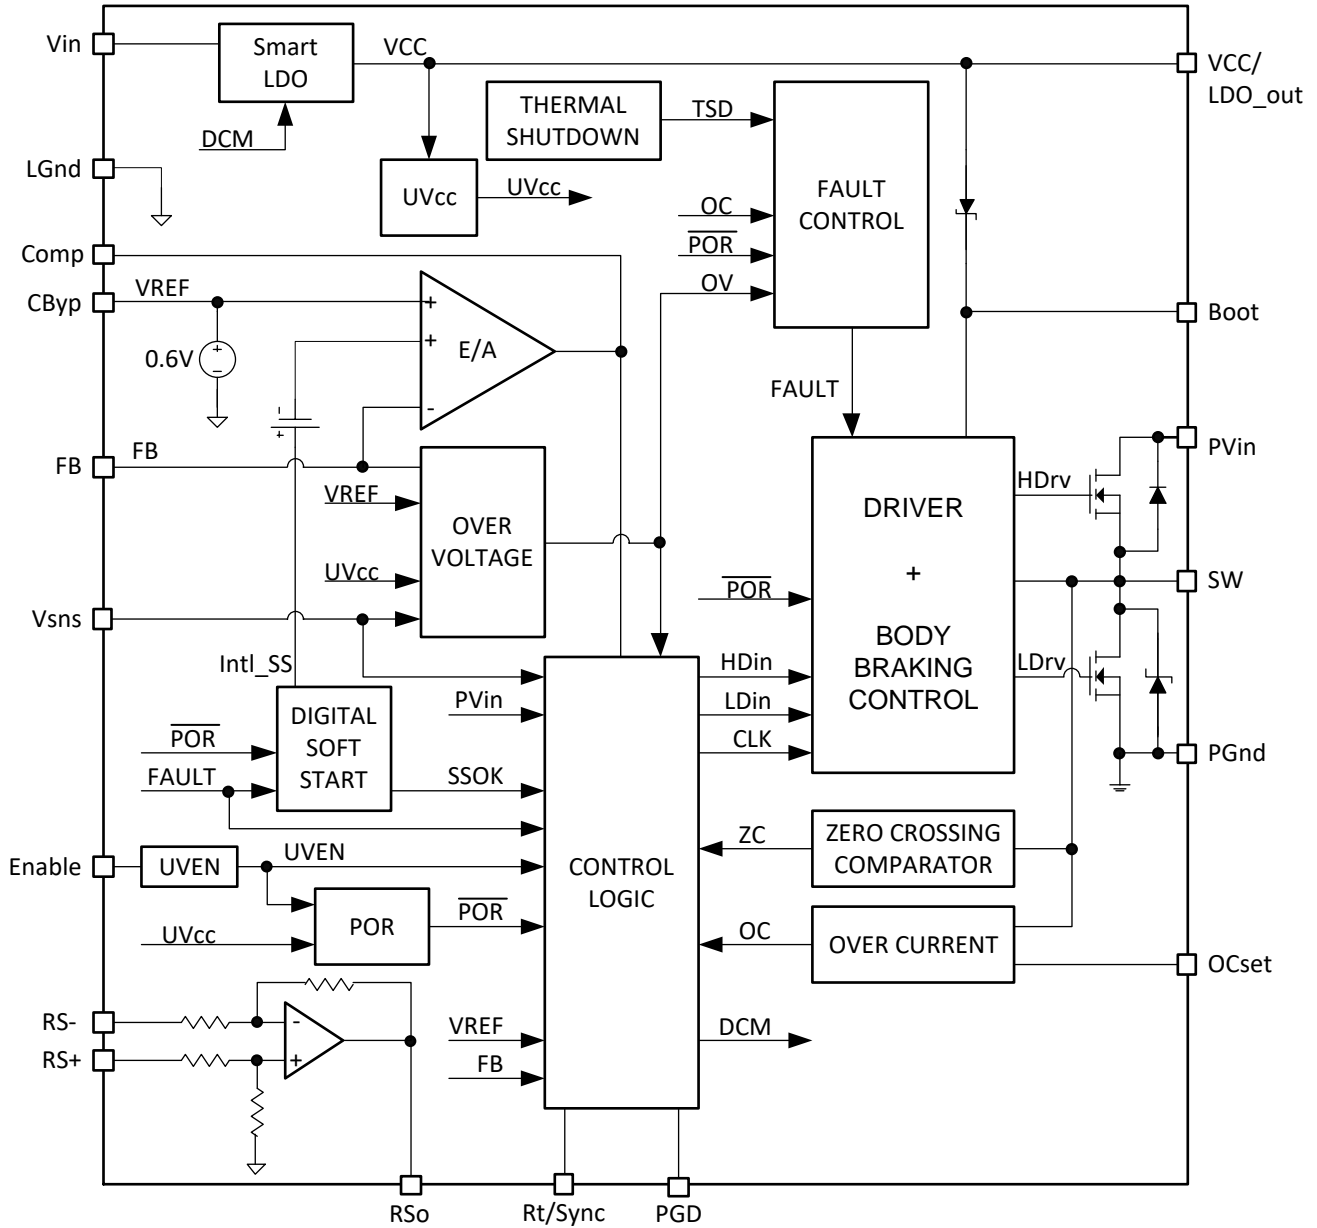 Vin
Smart
LDO
VCC
VCC/
LDO_out
DCM
THERMAL
SHUTDOWN
TSD
LGnd
UVcc
UVcc
FAULT
CONTROL
OC
POR
OV
Comp
CByp
VREF
+
+
-
E/A
0.6V
+
-
Boot
FAULT
-
+
FB
FB
VREF
OVER
VOLTAGE
UVcc
Vsns
DRIVER
+
BODY
BRAKING
CONTROL
POR
HDrv
PVin
SW
LDrv
PGnd
Intl_SS
DIGITAL
SOFT
START
POR
FAULT
PVin
SSOK
HDin
LDin
CLK
CONTROL
LOGIC
ZC
ZERO CROSSING
COMPARATOR
Enable
UVEN
UVEN
POR
POR
UVcc
OC
OVER CURRENT
OCset
RS-
RS+
-
+
VREF
FB
DCM
RSo
Rt/Sync
PGD